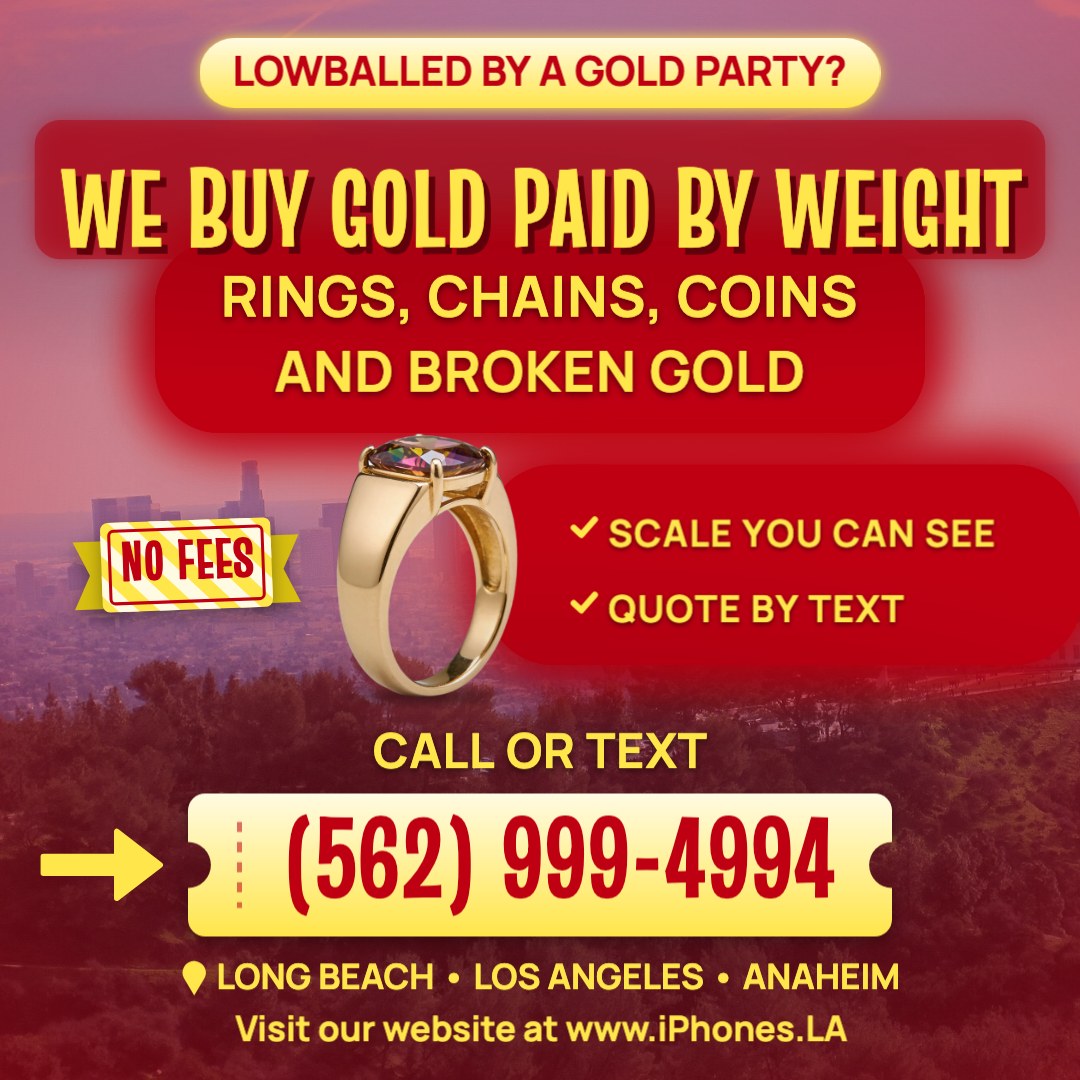 LOWBALLED BY A GOLD PARTY?
WE BUY GOLD PAID BY WEIGHT
RINGS, CHAINS, COINS
AND BROKEN GOLD
NO FEES
SCALE YOU CAN SEE
QUOTE BY TEXT
CALL OR TEXT
(562) 999-4994
LONG BEACH • LOS ANGELES • ANAHEIM
Visit our website at www.iPhones.LA